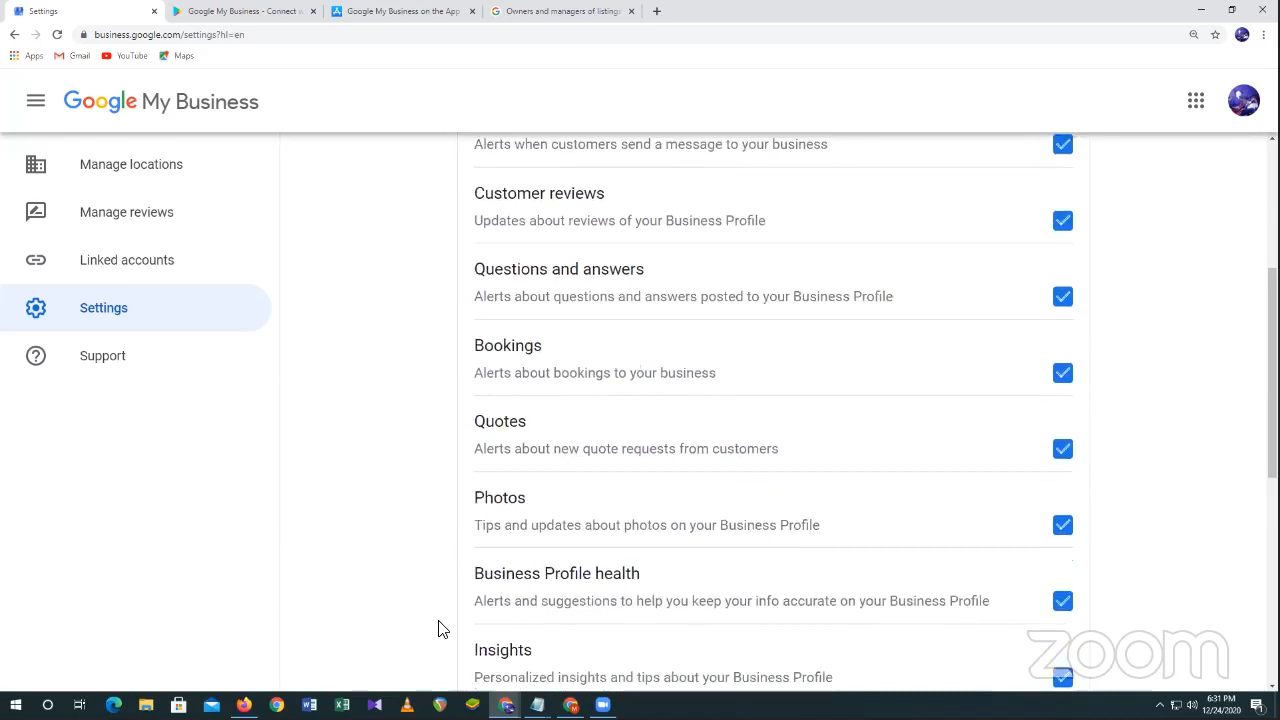 Settings
Google My Business - Connect w
Google My Business on the App
Owners and managers of listings
business.google.com/settings?hl=en
Apps
Gmail
YouTube
Maps
Google My Business
Manage locations
Manage reviews
Linked accounts
Settings
Support
Alerts when customers send a message to your business
Customer reviews
Updates about reviews of your Business Profile
Questions and answers
Alerts about questions and answers posted to your Business Profile
Bookings
Alerts about bookings to your business
Quotes
Alerts about new quote requests from customers
Photos
Tips and updates about photos on your Business Profile
Business Profile health
Alerts and suggestions to help you keep your info accurate on your Business Profile
Insights
Personalized insights and tips about your Business Profile
zoom
6:31 PM
12/24/2020